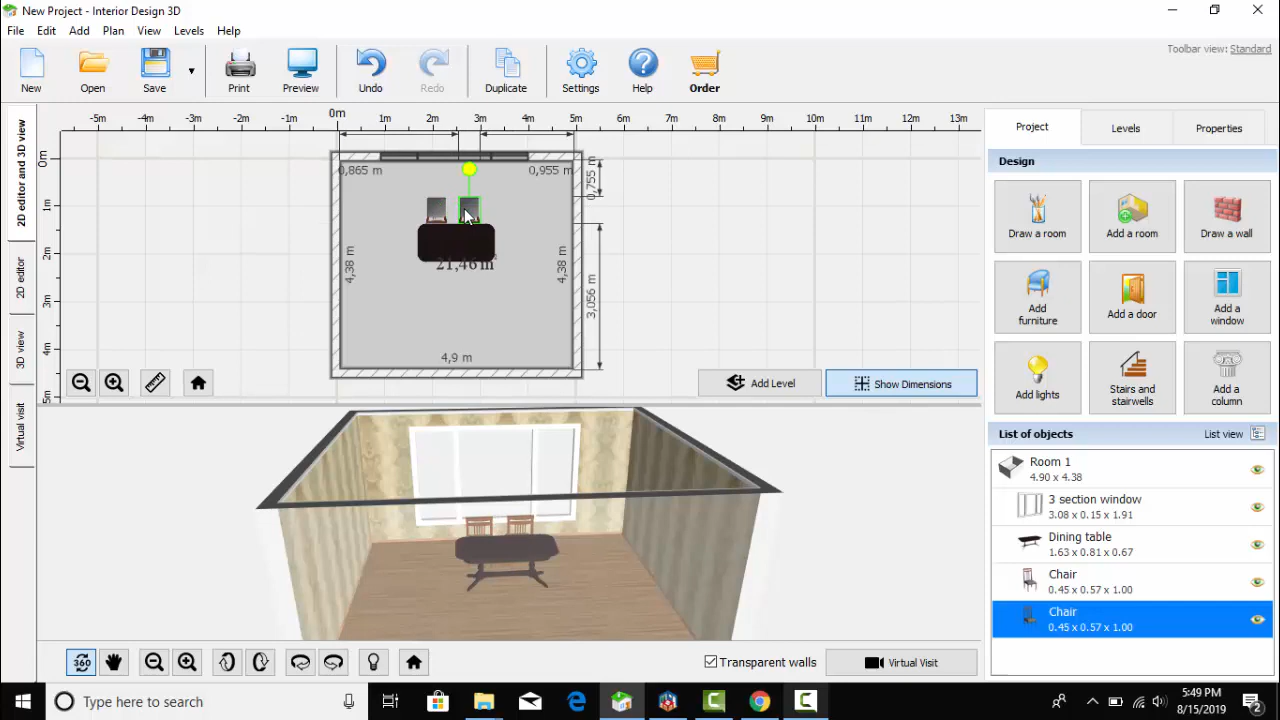 New Project - Interior Design 3D
File Edit Add Plan View Levels Help
New Open Save Print Preview Undo Redo Duplicate Settings Help Order
Toolbar view: Standard
2D editor and 3D view
2D editor
3D view
Virtual visit
0m
-5m -4m -3m -2m -1m 1m 2m 3m 4m 5m 6m 7m 8m 9m 10m 11m 12m 13m
0m
1m
2m
3m
4m
5m
0,865 m 0,955 m
0,755 m
4,38 m
4,38 m
21,46 m
3,056 m
4,9 m
Add Level
Show Dimensions
Project Levels Properties
Design
Draw a room
Add a room
Draw a wall
Add furniture
Add a door
Add a window
Add lights
Stairs and stairwells
Add a column
List of objects List view
Room 1
4.90 x 4.38
3 section window
3.08 x 0.15 x 1.91
Dining table
1.63 x 0.81 x 0.67
Chair
0.45 x 0.57 x 1.00
Chair
0.45 x 0.57 x 1.00
360
Transparent walls
Virtual Visit
Type here to search
5:49 PM
8/15/2019
2